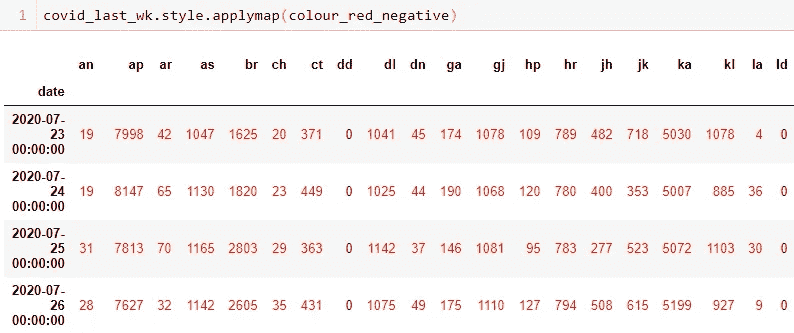 1 covid_last_wk.style.applymap(colour_red_negative)
an ap ar as br ch ct dd dl dn ga gj hp hr jh jk ka kl la ld
date
2020-07-
23 19 7998 42 1047 1625 20 371 0 1041 45 174 1078 109 789 482 718 5030 1078 4 0
00:00:00
2020-07-
24 19 8147 65 1130 1820 23 449 0 1025 44 190 1068 120 780 400 353 5007 885 36 0
00:00:00
2020-07-
25 31 7813 70 1165 2803 29 363 0 1142 37 146 1081 95 783 277 523 5072 1103 30 0
00:00:00
2020-07-
26 28 7627 32 1142 2605 35 431 0 1075 49 175 1110 127 794 508 615 5199 927 9 0
00:00:00